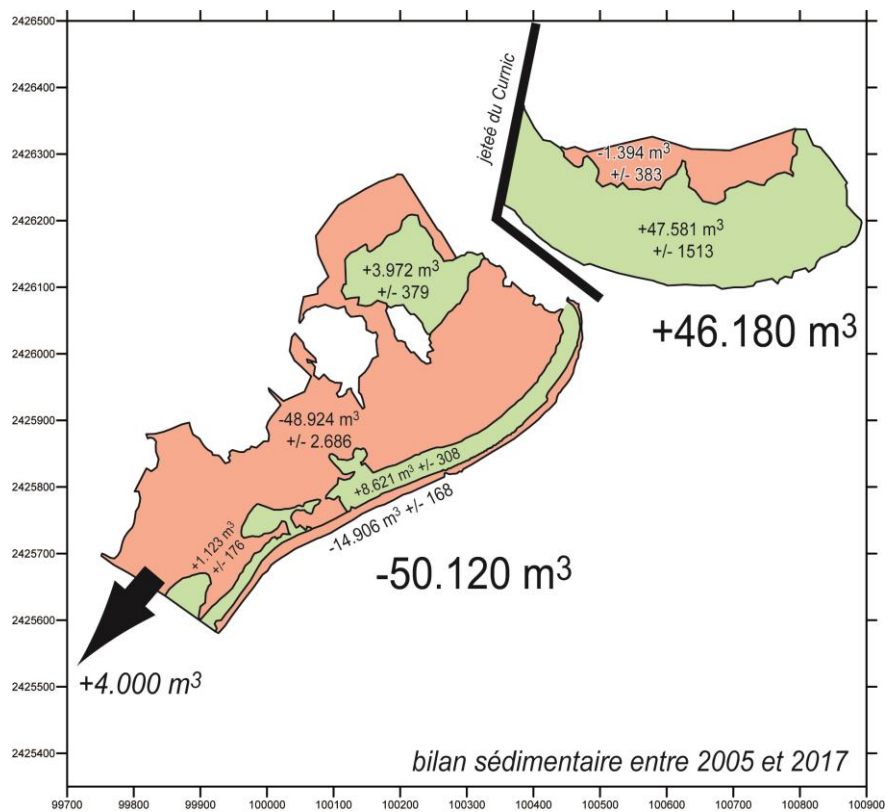 2426500
2426400
2426300
2426200
2426100
2426000
2425900
2425800
2425700
2425600
2425500
2425400
jeteé du Curnic
-1.394 m³
+/- 383
+47.581 m³
+/- 1513
+46.180 m³
+3.972 m³
+/- 379
-48.924 m³
+/- 2.686
+8.621 m³ +/- 308
-14.906 m³ +/- 168
+1.123 m³
+/- 176
-50.120 m³
+4.000 m³
bilan sédimentaire entre 2005 et 2017
99700 99800 99900 100000 100100 100200 100300 100400 100500 100600 100700 100800 100900